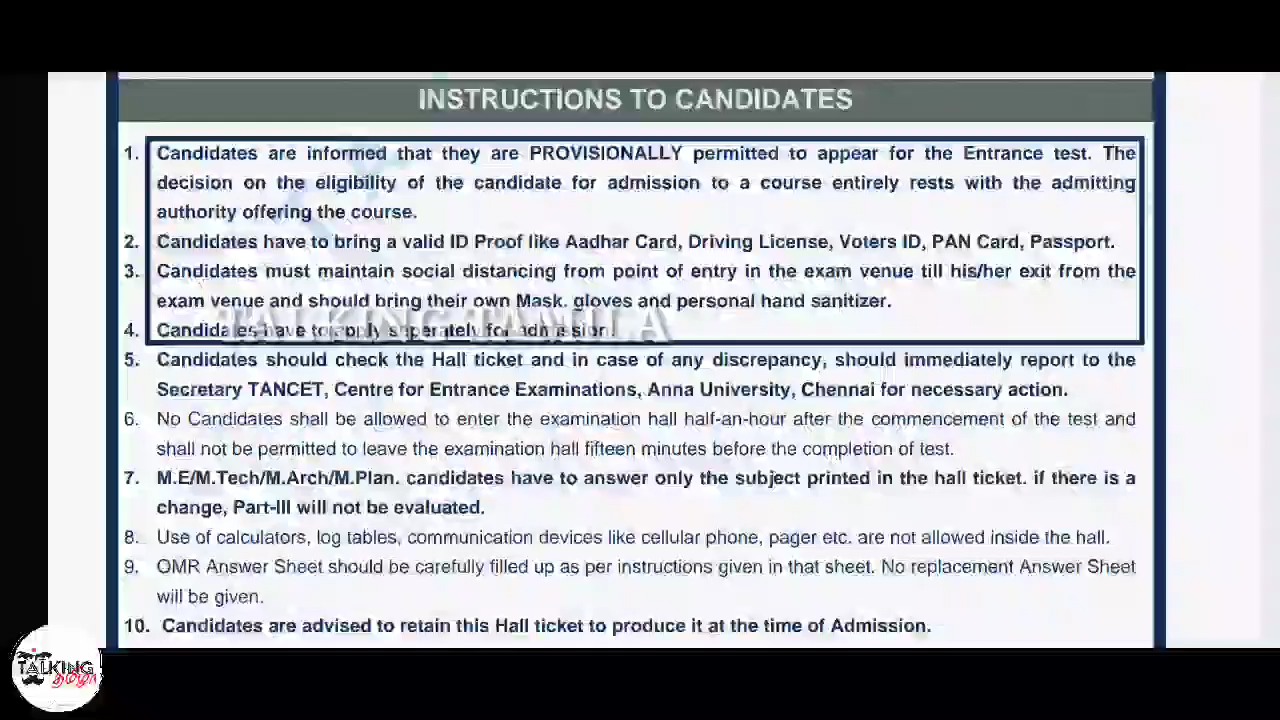 INSTRUCTIONS TO CANDIDATES
1. Candidates are informed that they are PROVISIONALLY permitted to appear for the Entrance test. The
decision on the eligibility of the candidate for admission to a course entirely rests with the admitting
authority offering the course.
2. Candidates have to bring a valid ID Proof like Aadhar Card, Driving License, Voters ID, PAN Card, Passport.
3. Candidates must maintain social distancing from point of entry in the exam venue till his/her exit from the
exam venue and should bring their own Mask, gloves and personal hand sanitizer.
TALKING TAMILA
4. Candidates have to apply seperately for admission.
5. Candidates should check the Hall ticket and in case of any discrepancy, should immediately report to the
Secretary TANCET, Centre for Entrance Examinations, Anna University, Chennai for necessary action.
6. No Candidates shall be allowed to enter the examination hall half-an-hour after the commencement of the test and
shall not be permitted to leave the examination hall fifteen minutes before the completion of test.
7. M.E/M.Tech/M.Arch/M.Plan. candidates have to answer only the subject printed in the hall ticket. if there is a
change, Part-III will not be evaluated.
8. Use of calculators, log tables, communication devices like cellular phone, pager etc. are not allowed inside the hall.
9. OMR Answer Sheet should be carefully filled up as per instructions given in that sheet. No replacement Answer Sheet
will be given.
10. Candidates are advised to retain this Hall ticket to produce it at the time of Admission.
TALKING
தமிழா